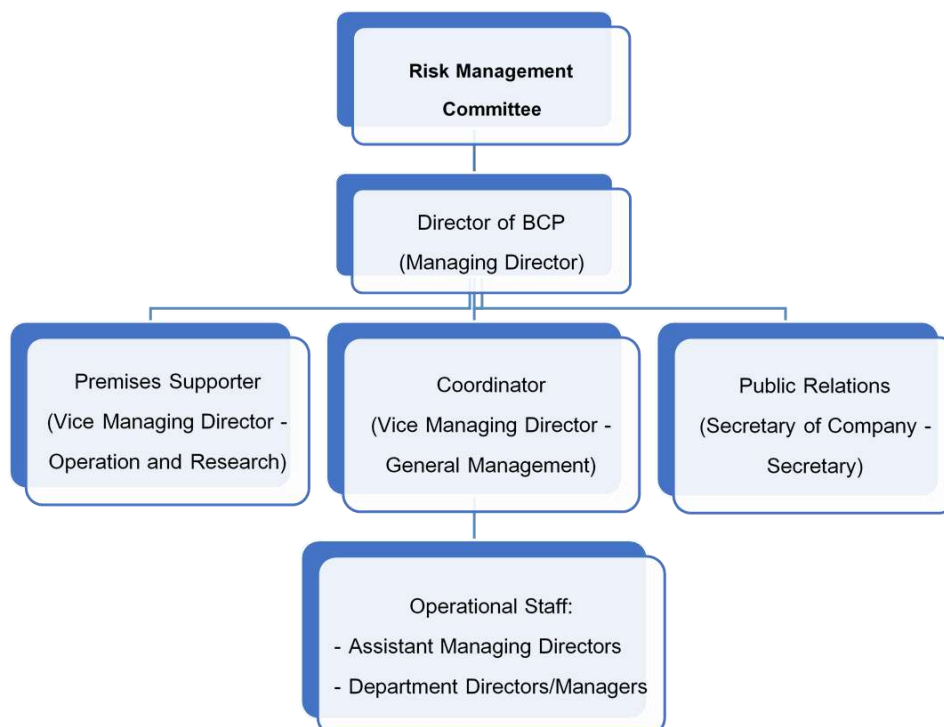 Risk Management
Committee
Director of BCP
(Managing Director)
Premises Supporter
(Vice Managing Director -
Operation and Research)
Coordinator
(Vice Managing Director -
General Management)
Public Relations
(Secretary of Company -
Secretary)
Operational Staff:
- Assistant Managing Directors
- Department Directors/Managers